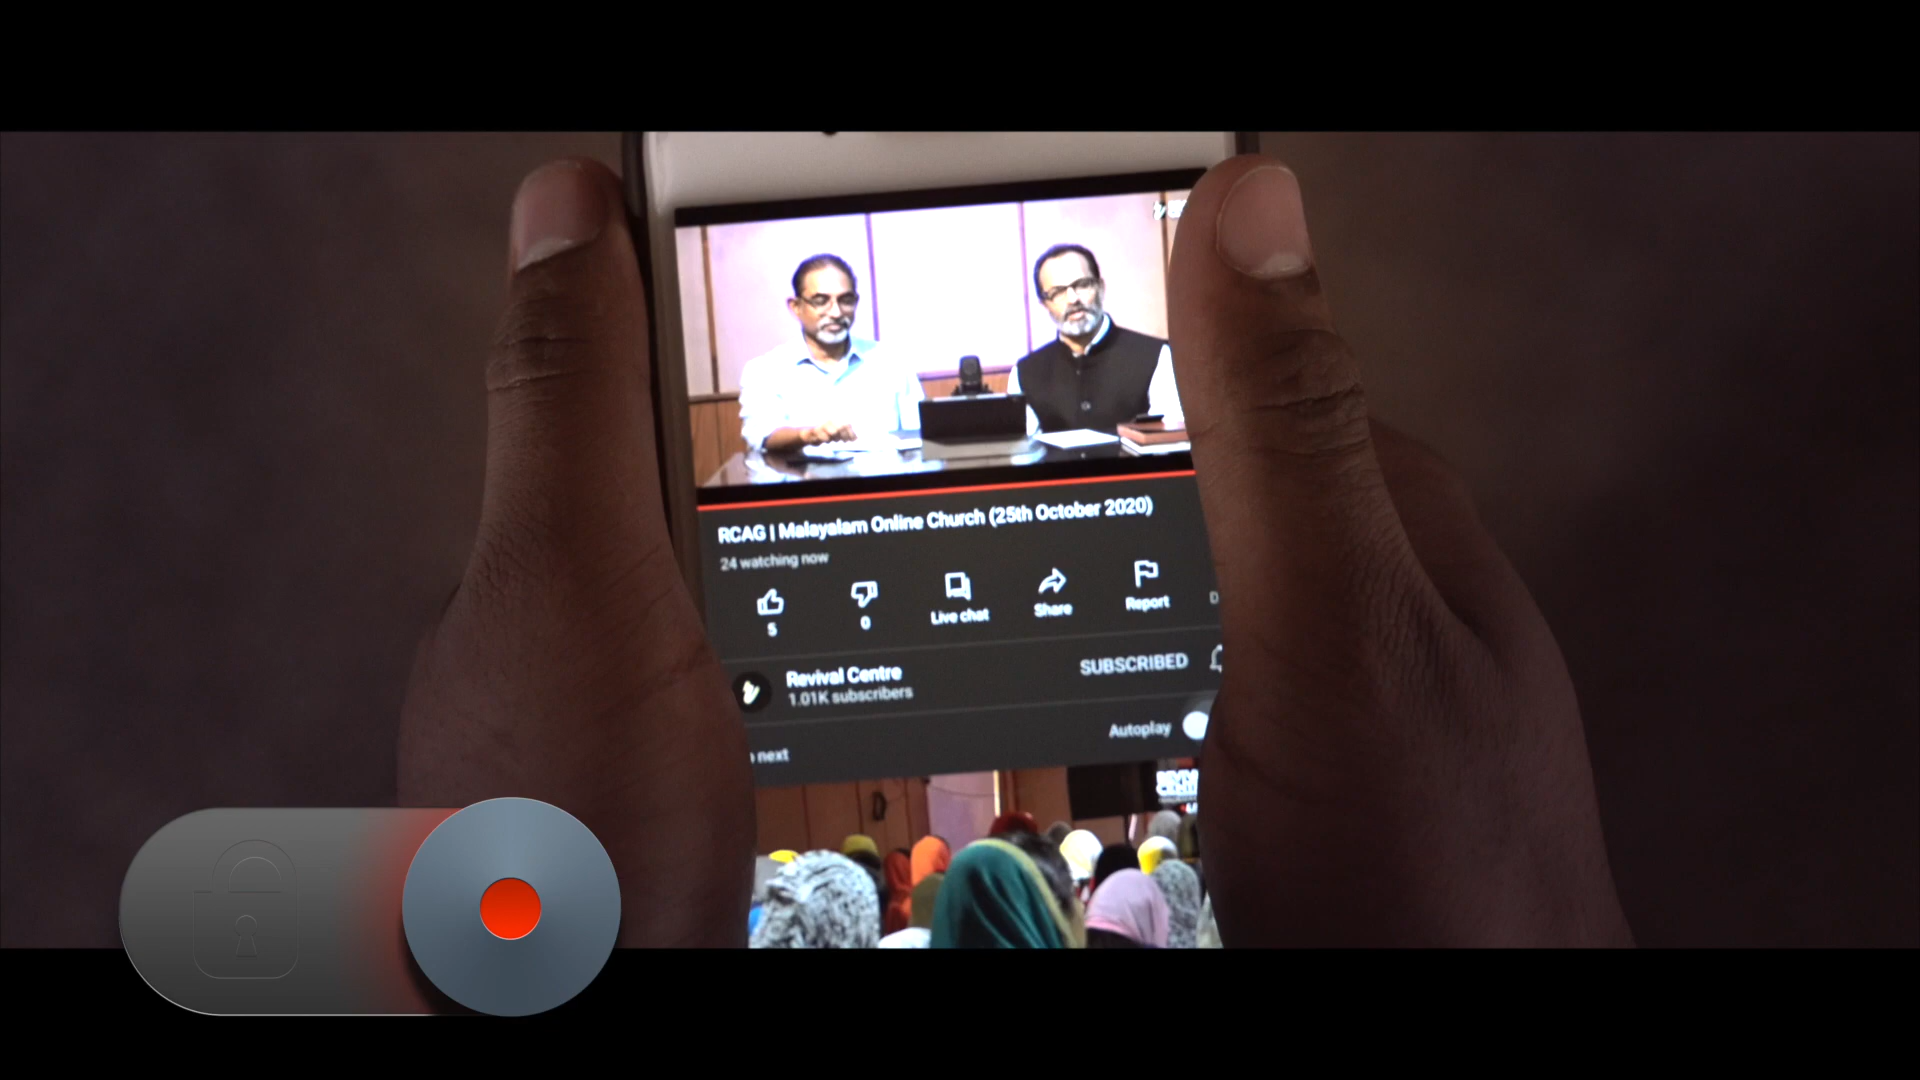 RCAG | Malayalam Online Church (25th October 2020)
24 watching now
5
0
Live chat
Share
Report
D
Revival Centre
1.01K subscribers
SUBSCRIBED
Autoplay
next